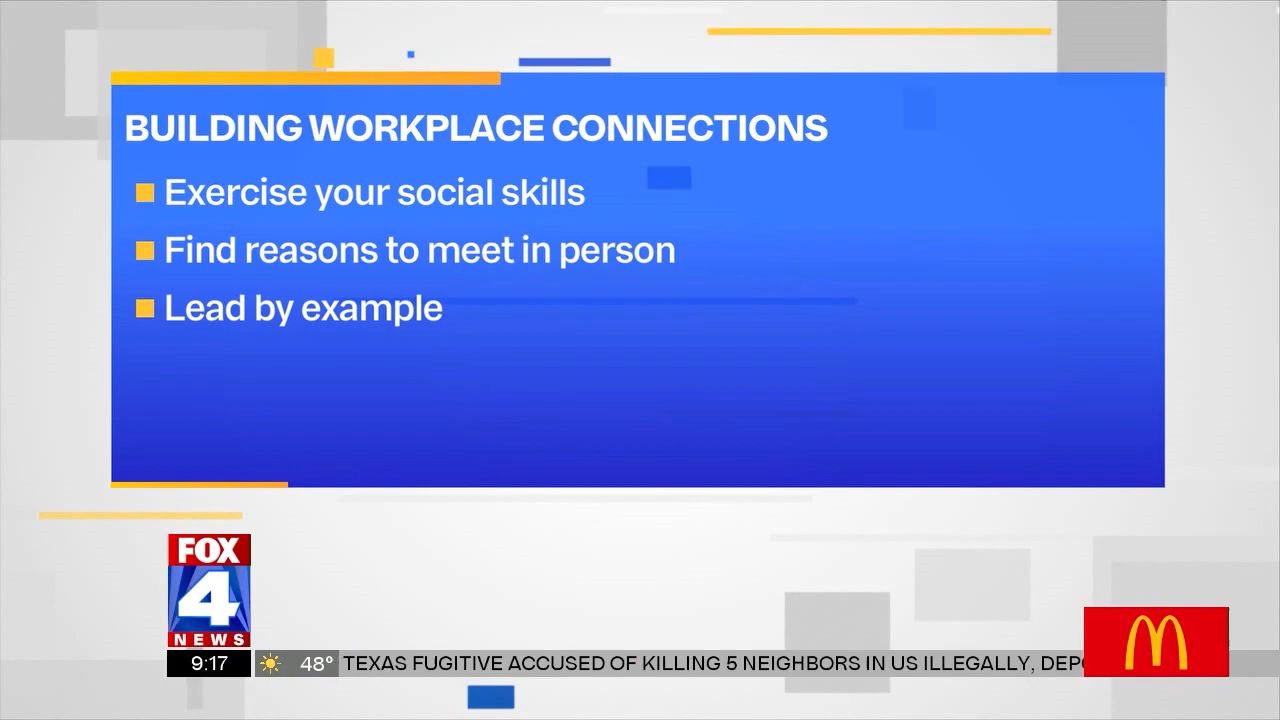 BUILDING WORKPLACE CONNECTIONS
Exercise your social skills
Find reasons to meet in person
Lead by example
FOX
4
NEWS
9:17
48°
TEXAS FUGITIVE ACCUSED OF KILLING 5 NEIGHBORS IN US ILLEGALLY,